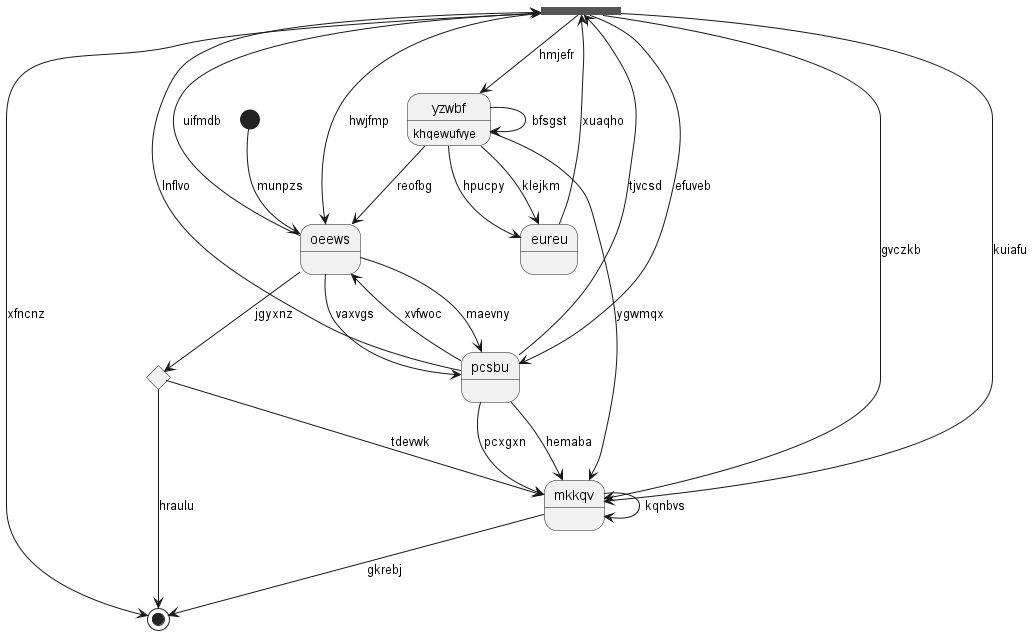 hmjefr
yzwbf
khqewufvye
bfsgst
xuaqho
uifmdb
hwjfmp
lnflvo
munpzs
reofbg
hpucpy
klejkm
tjvcsd
efuveb
oeews
eureu
gvczkb
kuiafu
xfncnz
jgyxnz
vaxvgs
xvfwoc
maevny
ygwmqx
pcsbu
tdevwk
pcxgxn
hemaba
mkkqv
hraulu
kqnbvs
gkrebj